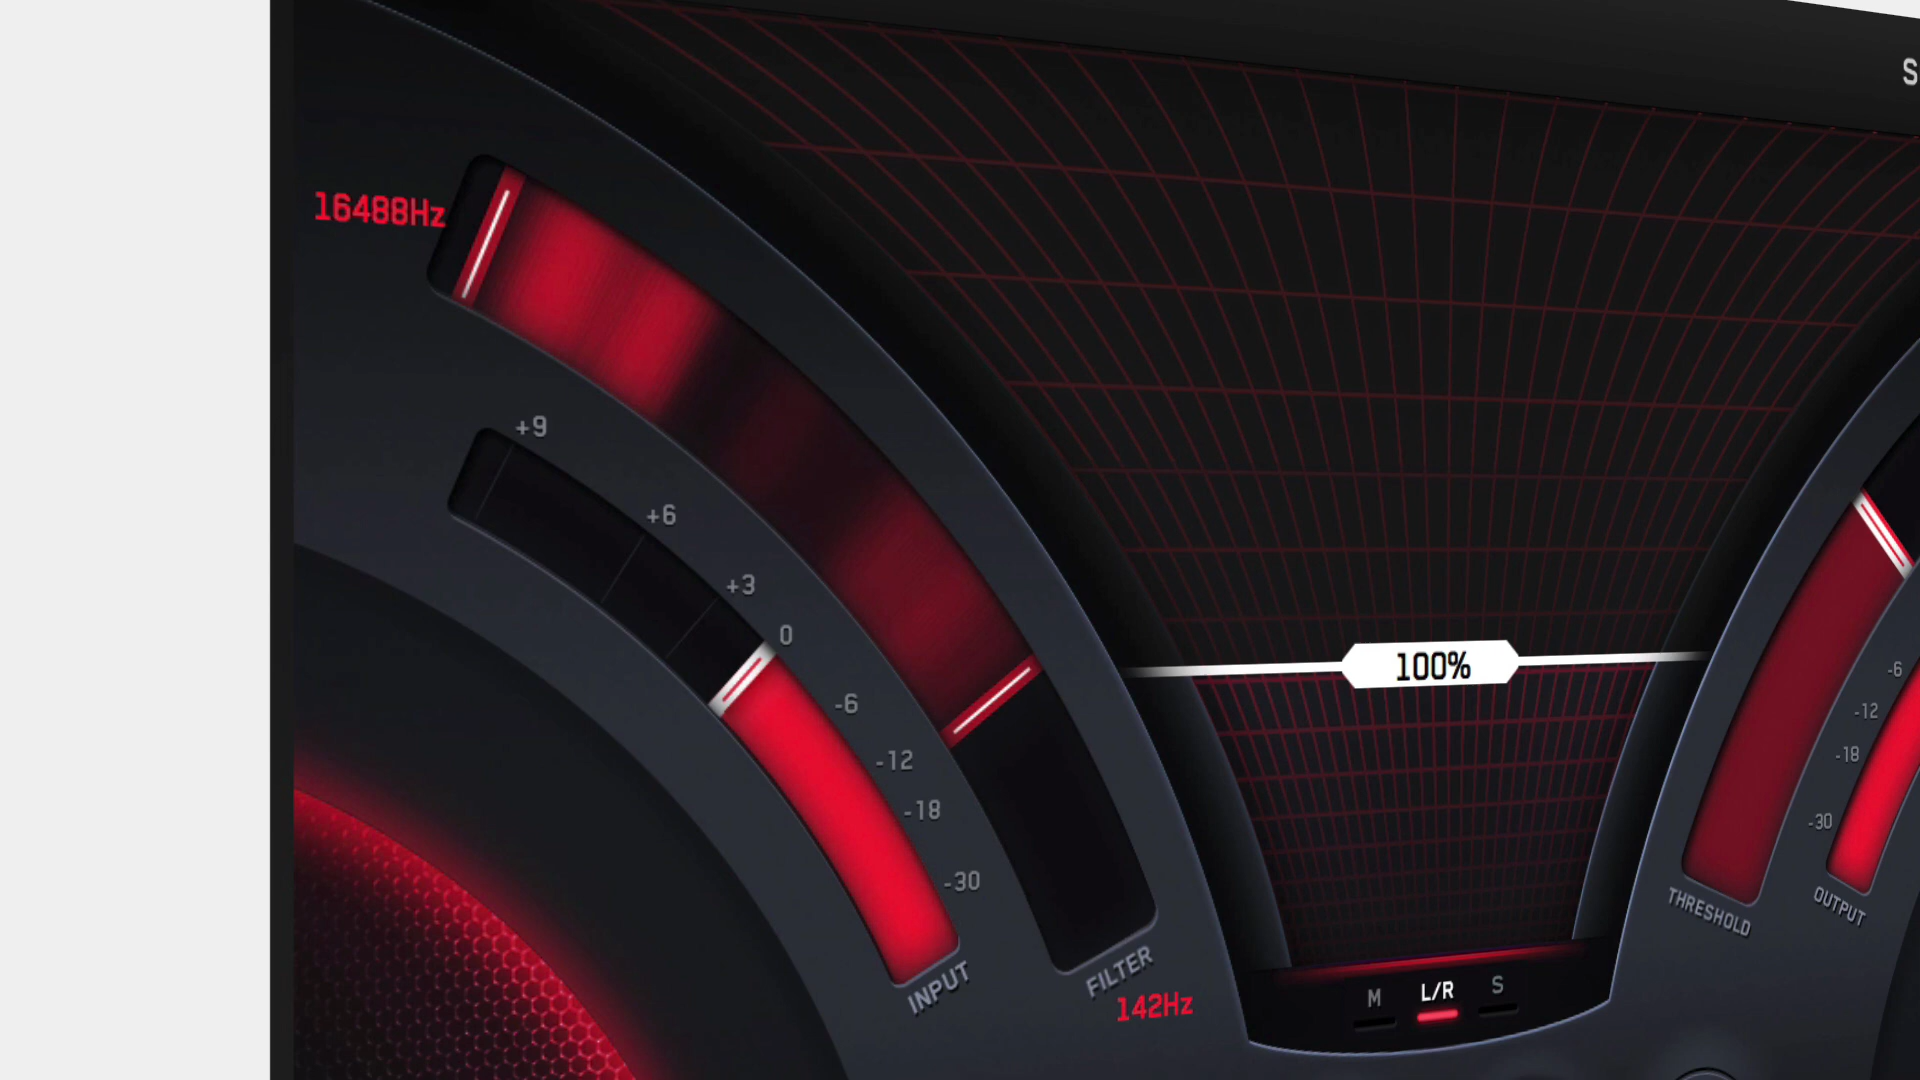 S
16488Hz
+9
+6
+3
0
-6
-12
-18
-30
INPUT
FILTER
142Hz
100%
M L/R S
-6
-12
-18
-30
THRESHOLD
OUTPUT